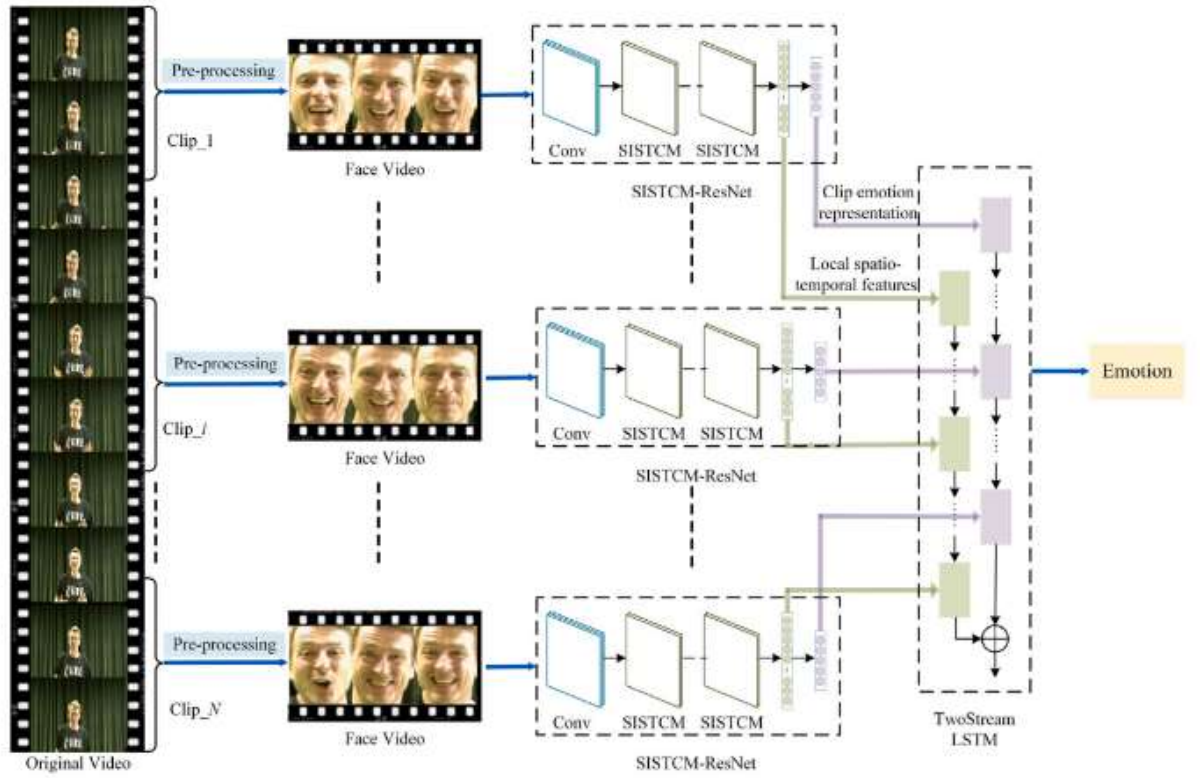 Pre-processing
Clip_1
Face Video
Conv
SISTCM
SISTCM
SISTCM-ResNet
Clip emotion
representation
Local spatio-
temporal features
Pre-processing
Clip_i
Face Video
Conv
SISTCM
SISTCM
SISTCM-ResNet
Emotion
Pre-processing
Clip_N
Face Video
Conv
SISTCM
SISTCM
SISTCM-ResNet
TwoStream
LSTM
Original Video